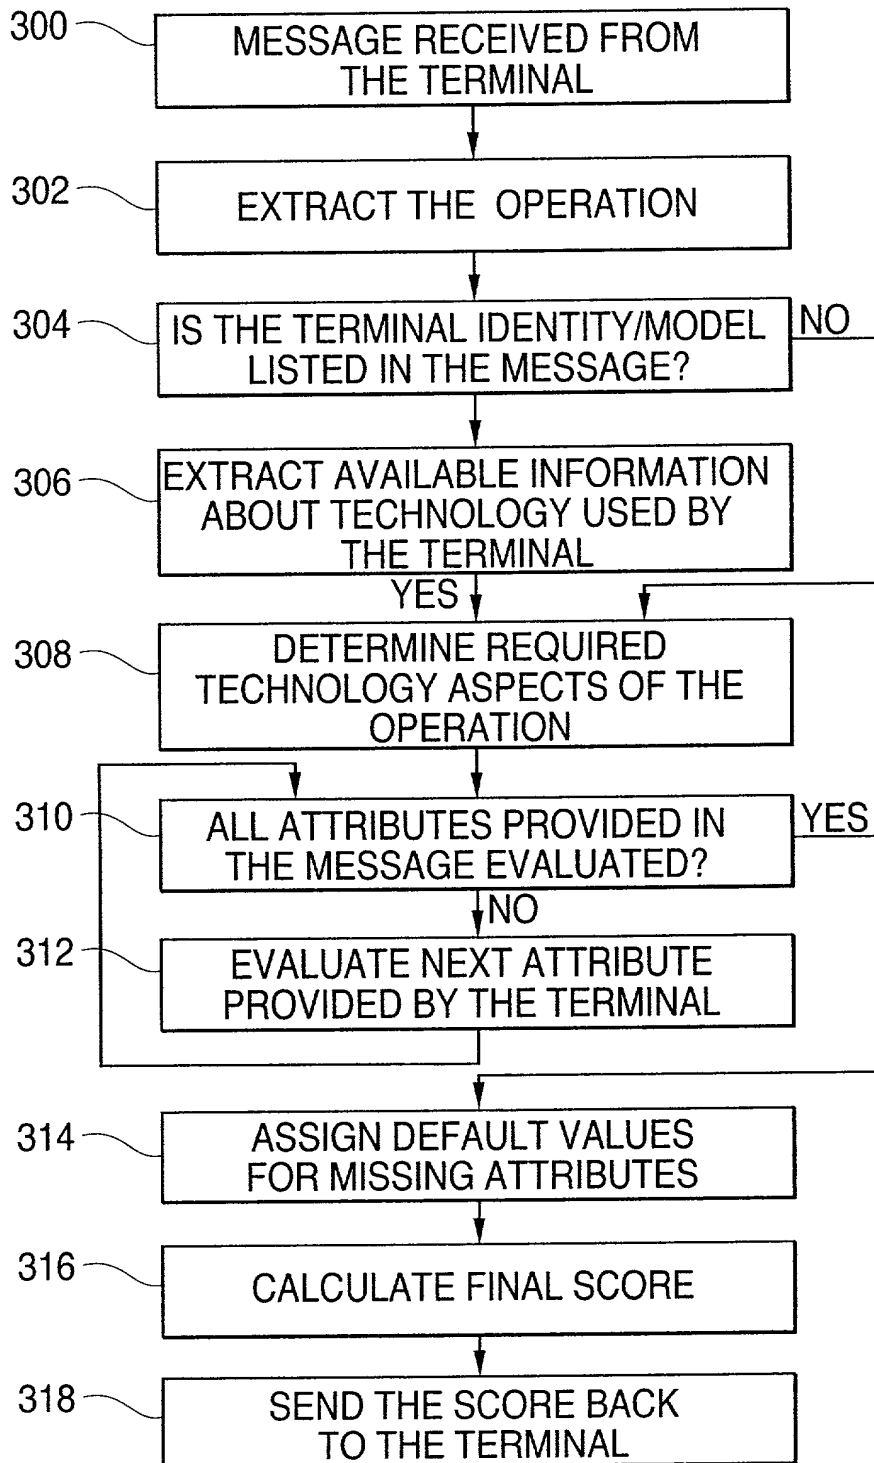 300
MESSAGE RECEIVED FROM
THE TERMINAL
302
EXTRACT THE OPERATION
304
IS THE TERMINAL IDENTITY/MODEL
LISTED IN THE MESSAGE?
NO
306
EXTRACT AVAILABLE INFORMATION
ABOUT TECHNOLOGY USED BY
THE TERMINAL
YES
308
DETERMINE REQUIRED
TECHNOLOGY ASPECTS OF THE
OPERATION
310
ALL ATTRIBUTES PROVIDED IN
THE MESSAGE EVALUATED?
YES
NO
312
EVALUATE NEXT ATTRIBUTE
PROVIDED BY THE TERMINAL
314
ASSIGN DEFAULT VALUES
FOR MISSING ATTRIBUTES
316
CALCULATE FINAL SCORE
318
SEND THE SCORE BACK
TO THE TERMINAL